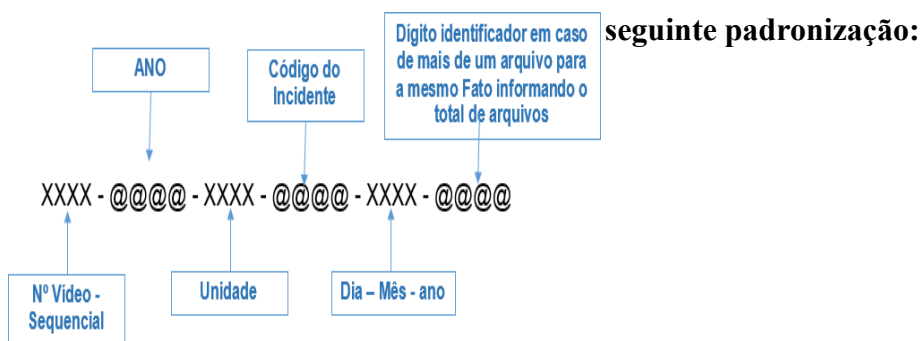 seguinte padronização:
Dígito identificador em caso
de mais de um arquivo para
a mesmo Fato informando o
total de arquivos
ANO
Código do
Incidente
XXXX - @@@@ - XXXX - @@@@ - XXXX - @@@@
Nº Vídeo -
Sequencial
Unidade
Dia – Mês - ano